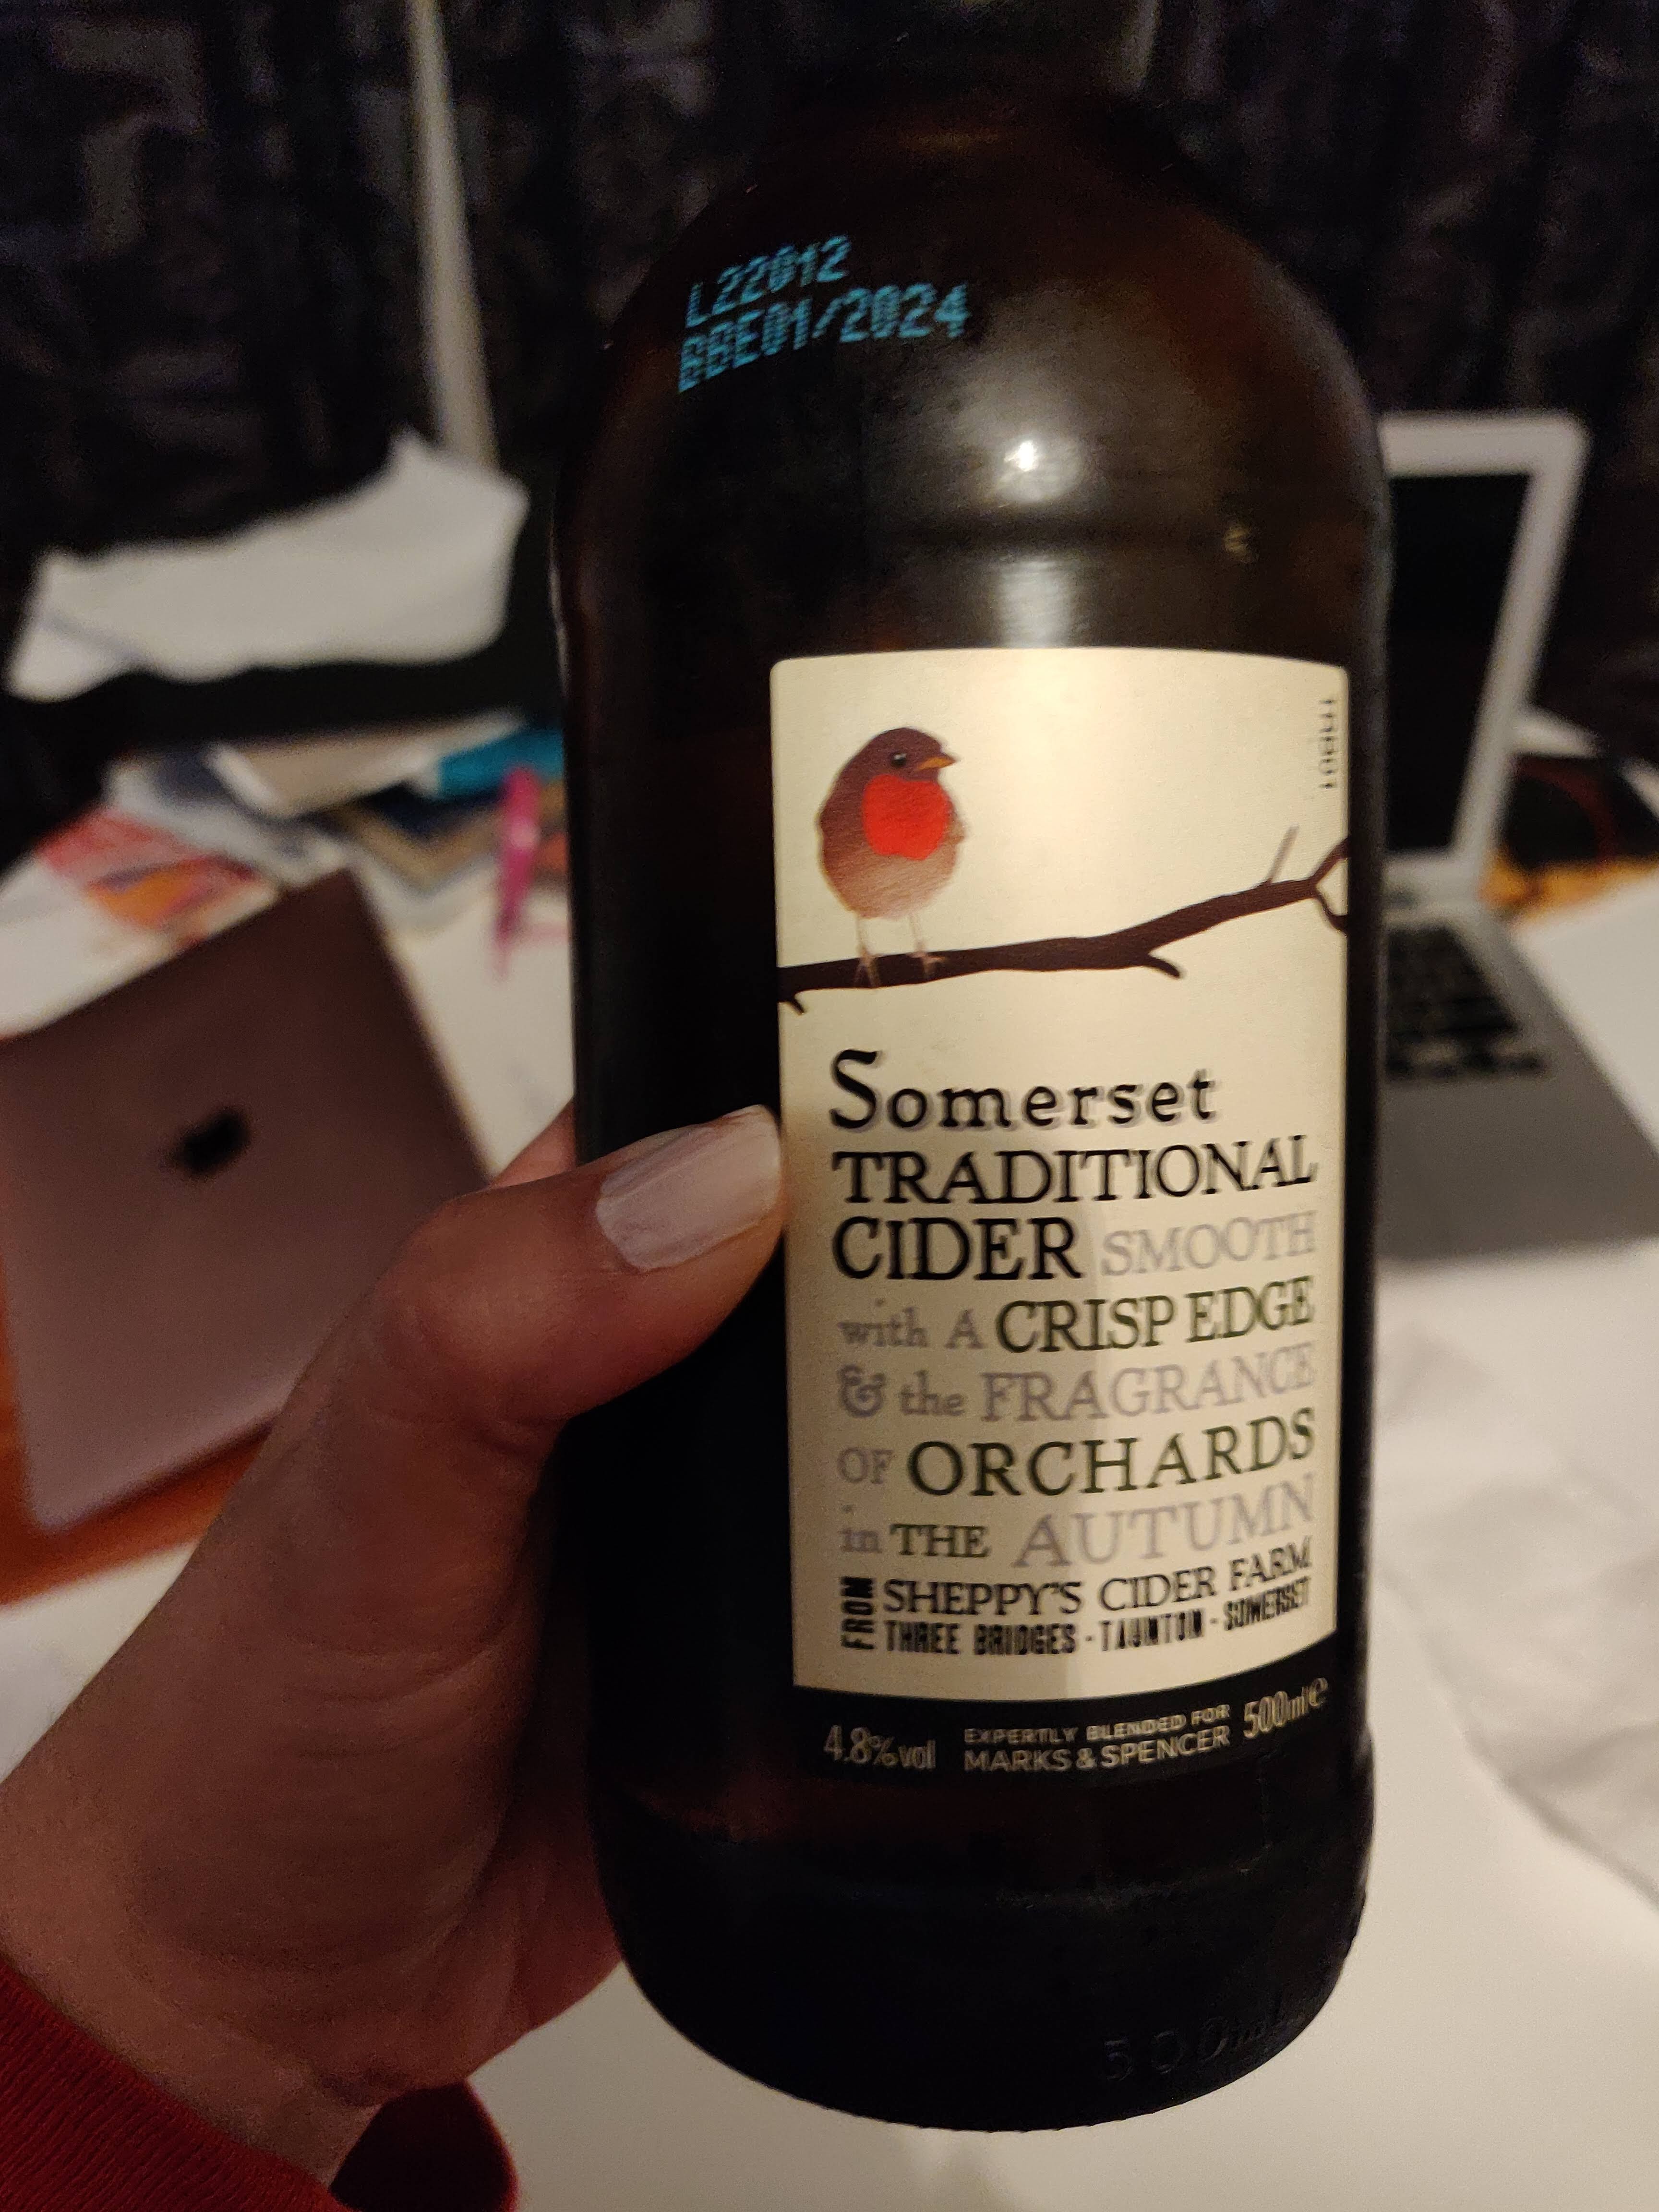 L22012
BBE01/2024
Somerset
TRADITIONAL
CIDER SMOOTH
with A CRISP EDGE
& the FRAGRANCE
OF ORCHARDS
in THE AUTUMN
FROM SHEPPY'S CIDER FARM
THREE BRIDGES - TAUNTON - SOMERSET
4.8%vol EXPERTLY BLENDED FOR 500ml℮
MARKS & SPENCER
500ml